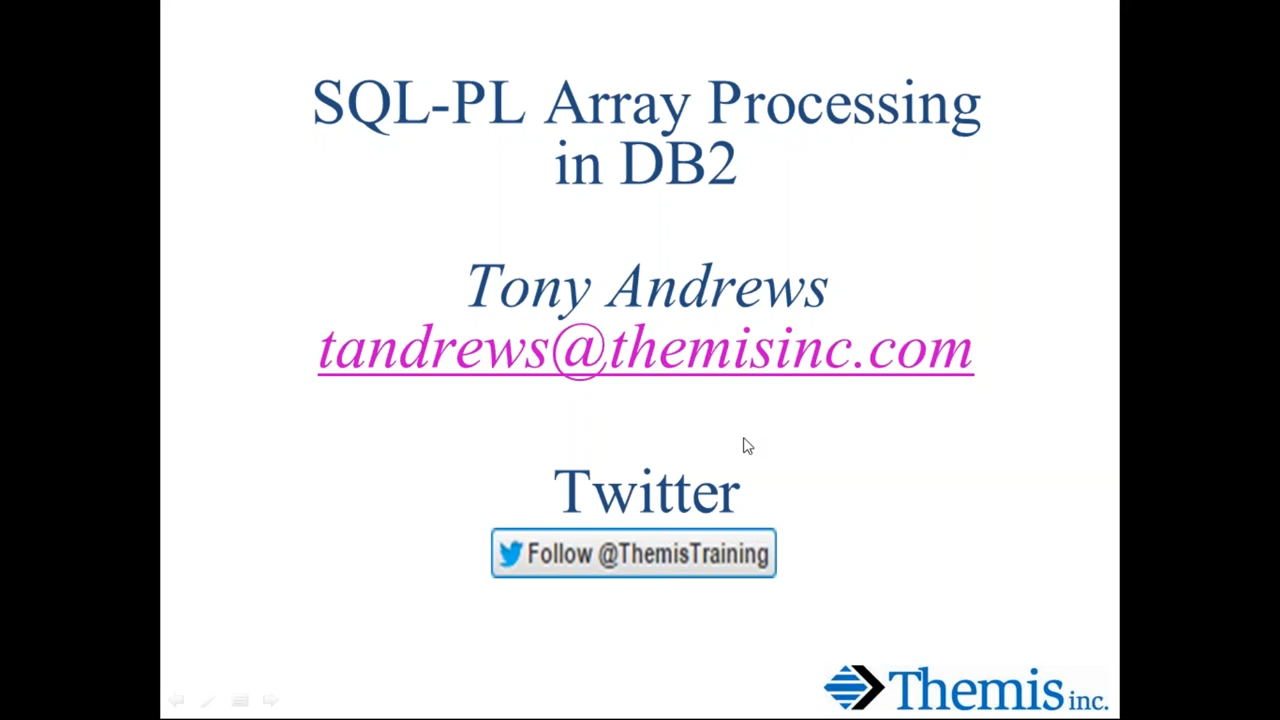 SQL-PL Array Processing
in DB2
Tony Andrews
tandrews@themisinc.com
Twitter
Follow @ThemisTraining
Themis inc.